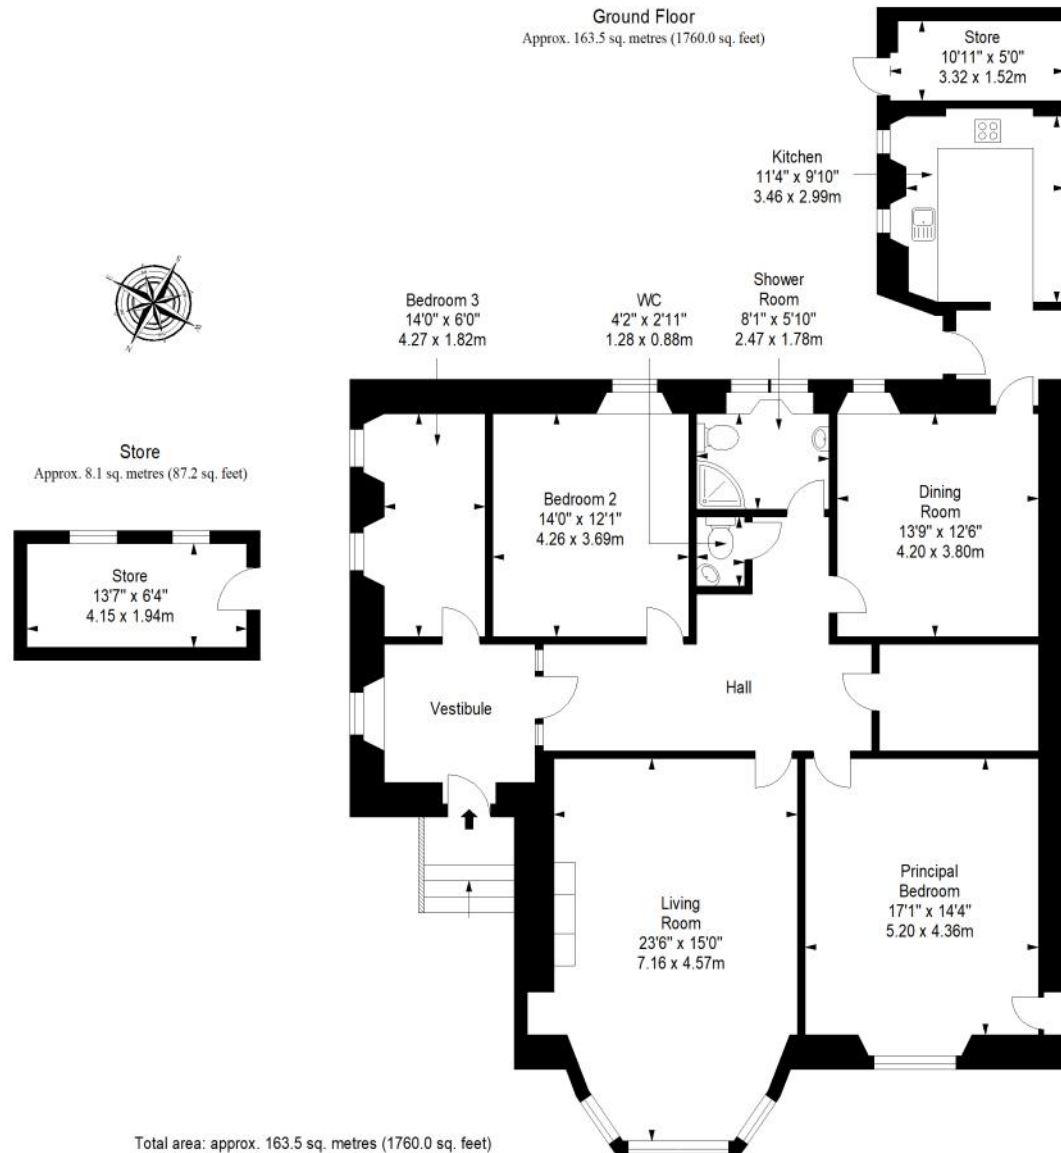 Ground Floor
Approx. 163.5 sq. metres (1760.0 sq. feet)
Store
10'11" x 5'0"
3.32 x 1.52m
Kitchen
11'4" x 9'10"
3.46 x 2.99m
Shower
Room
8'1" x 5'10"
2.47 x 1.78m
WC
4'2" x 2'11"
1.28 x 0.88m
Bedroom 3
14'0" x 6'0"
4.27 x 1.82m
S
N
Store
Approx. 8.1 sq. metres (87.2 sq. feet)
Store
13'7" x 6'4"
4.15 x 1.94m
Bedroom 2
14'0" x 12'1"
4.26 x 3.69m
Dining
Room
13'9" x 12'6"
4.20 x 3.80m
Vestibule
Hall
Living
Room
23'6" x 15'0"
7.16 x 4.57m
Principal
Bedroom
17'1" x 14'4"
5.20 x 4.36m
Total area: approx. 163.5 sq. metres (1760.0 sq. feet)